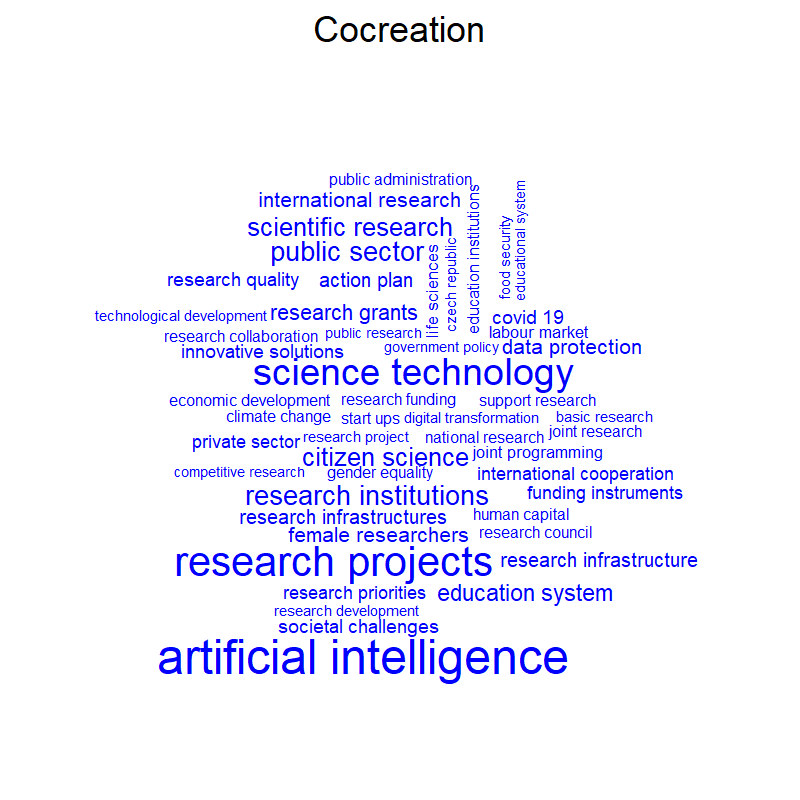 Cocreation
public administration
international research
scientific research
public sector
research quality
action plan
life sciences
czech republic
education institutions
food security
educational system
technological development
research grants
covid 19
research collaboration
public research
labour market
innovative solutions
government policy
data protection
science technology
economic development
research funding
support research
climate change
start ups
digital transformation
basic research
private sector
research project
national research
joint research
citizen science
joint programming
competitive research
gender equality
international cooperation
research institutions
funding instruments
research infrastructures
human capital
female researchers
research council
research projects
research infrastructure
research priorities
education system
research development
societal challenges
artificial intelligence